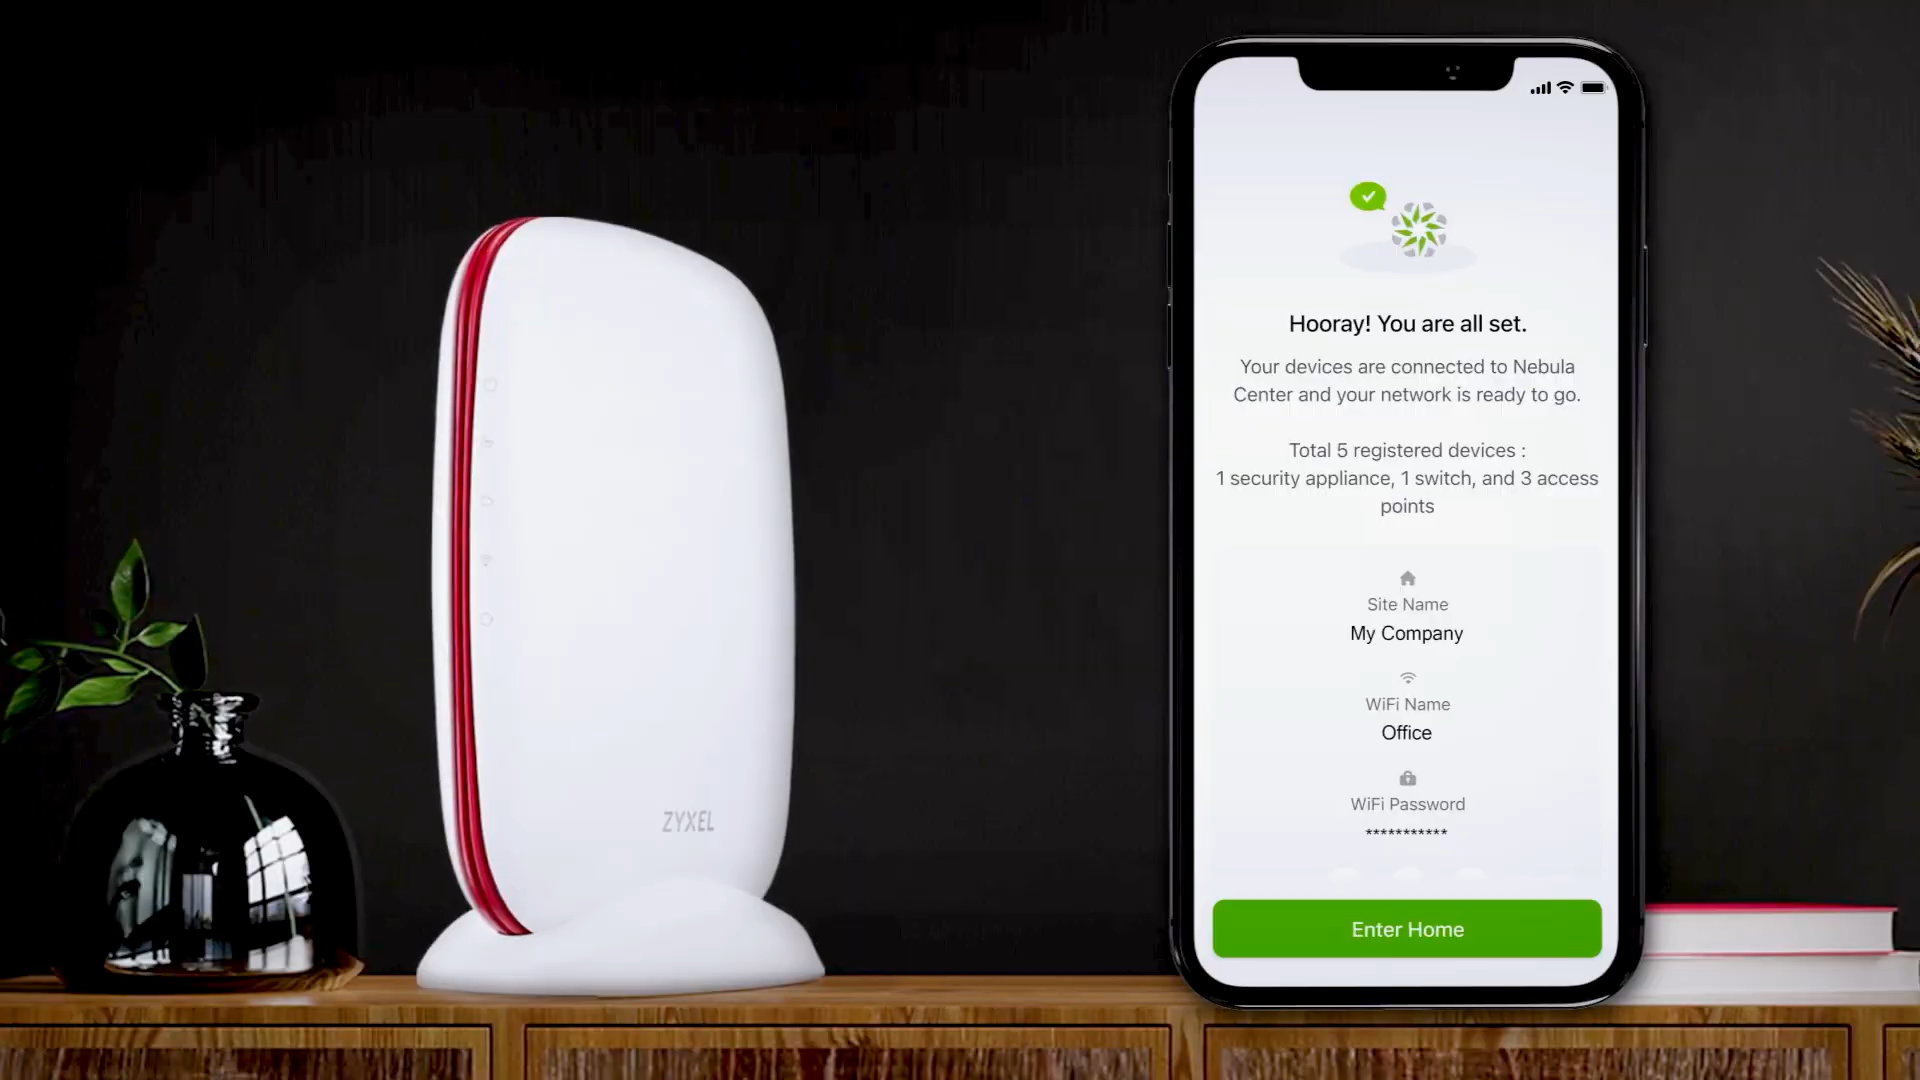 ZYXEL
Hooray! You are all set.
Your devices are connected to Nebula
Center and your network is ready to go.
Total 5 registered devices :
1 security appliance, 1 switch, and 3 access
points
Site Name
My Company
WiFi Name
Office
WiFi Password
***********
Enter Home